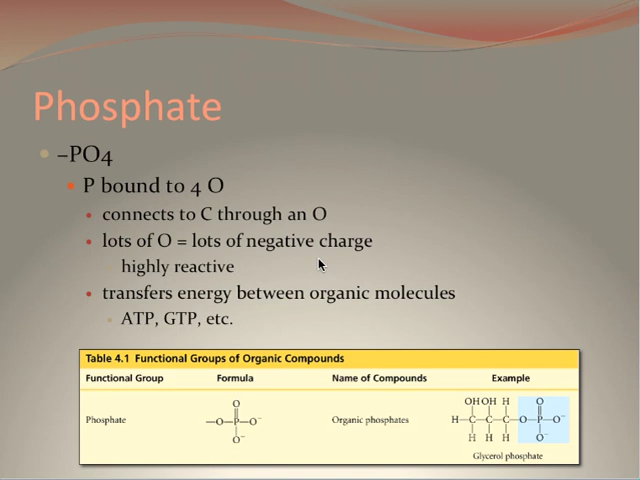 Phosphate
–PO4
P bound to 4 O
connects to C through an O
lots of O = lots of negative charge
highly reactive
transfers energy between organic molecules
ATP, GTP, etc.
Table 4.1 Functional Groups of Organic Compounds
Functional Group Formula Name of Compounds Example
O OH OH H O
Phosphate —O—P—O⁻ Organic phosphates H—C—C—C—O—P—O⁻
O⁻ H H H O⁻
Glycerol phosphate